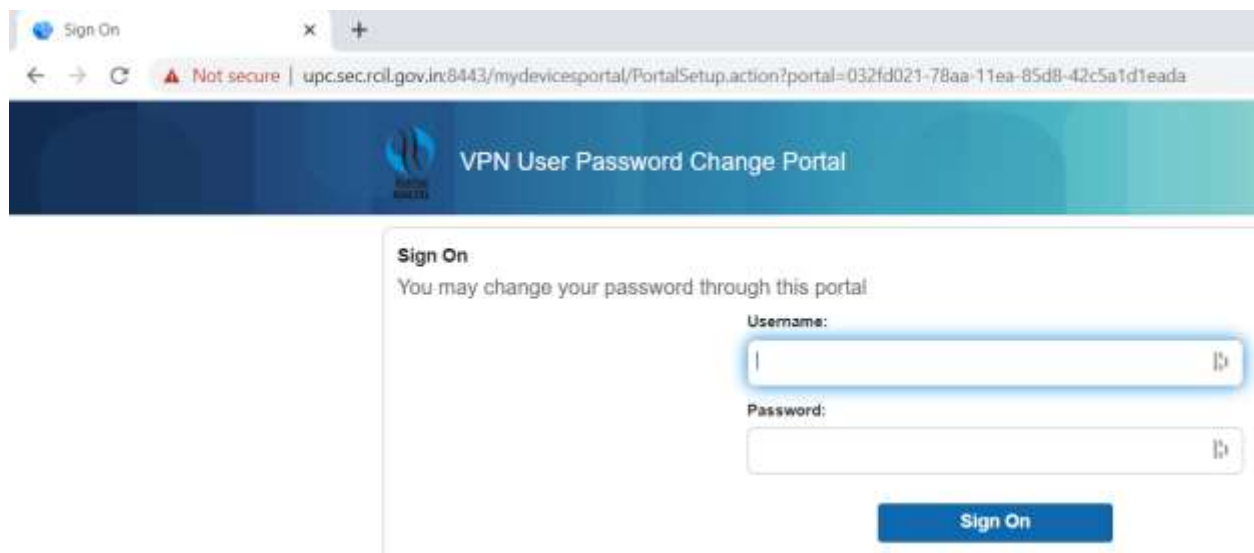 Sign On
Not secure | upc.sec.rcil.gov.in:8443/mydevicesportal/PortalSetup.action?portal=032fd021-78aa-11ea-85d8-42c5a1d1eada
VPN User Password Change Portal
Sign On
You may change your password through this portal
Username:
Password:
Sign On